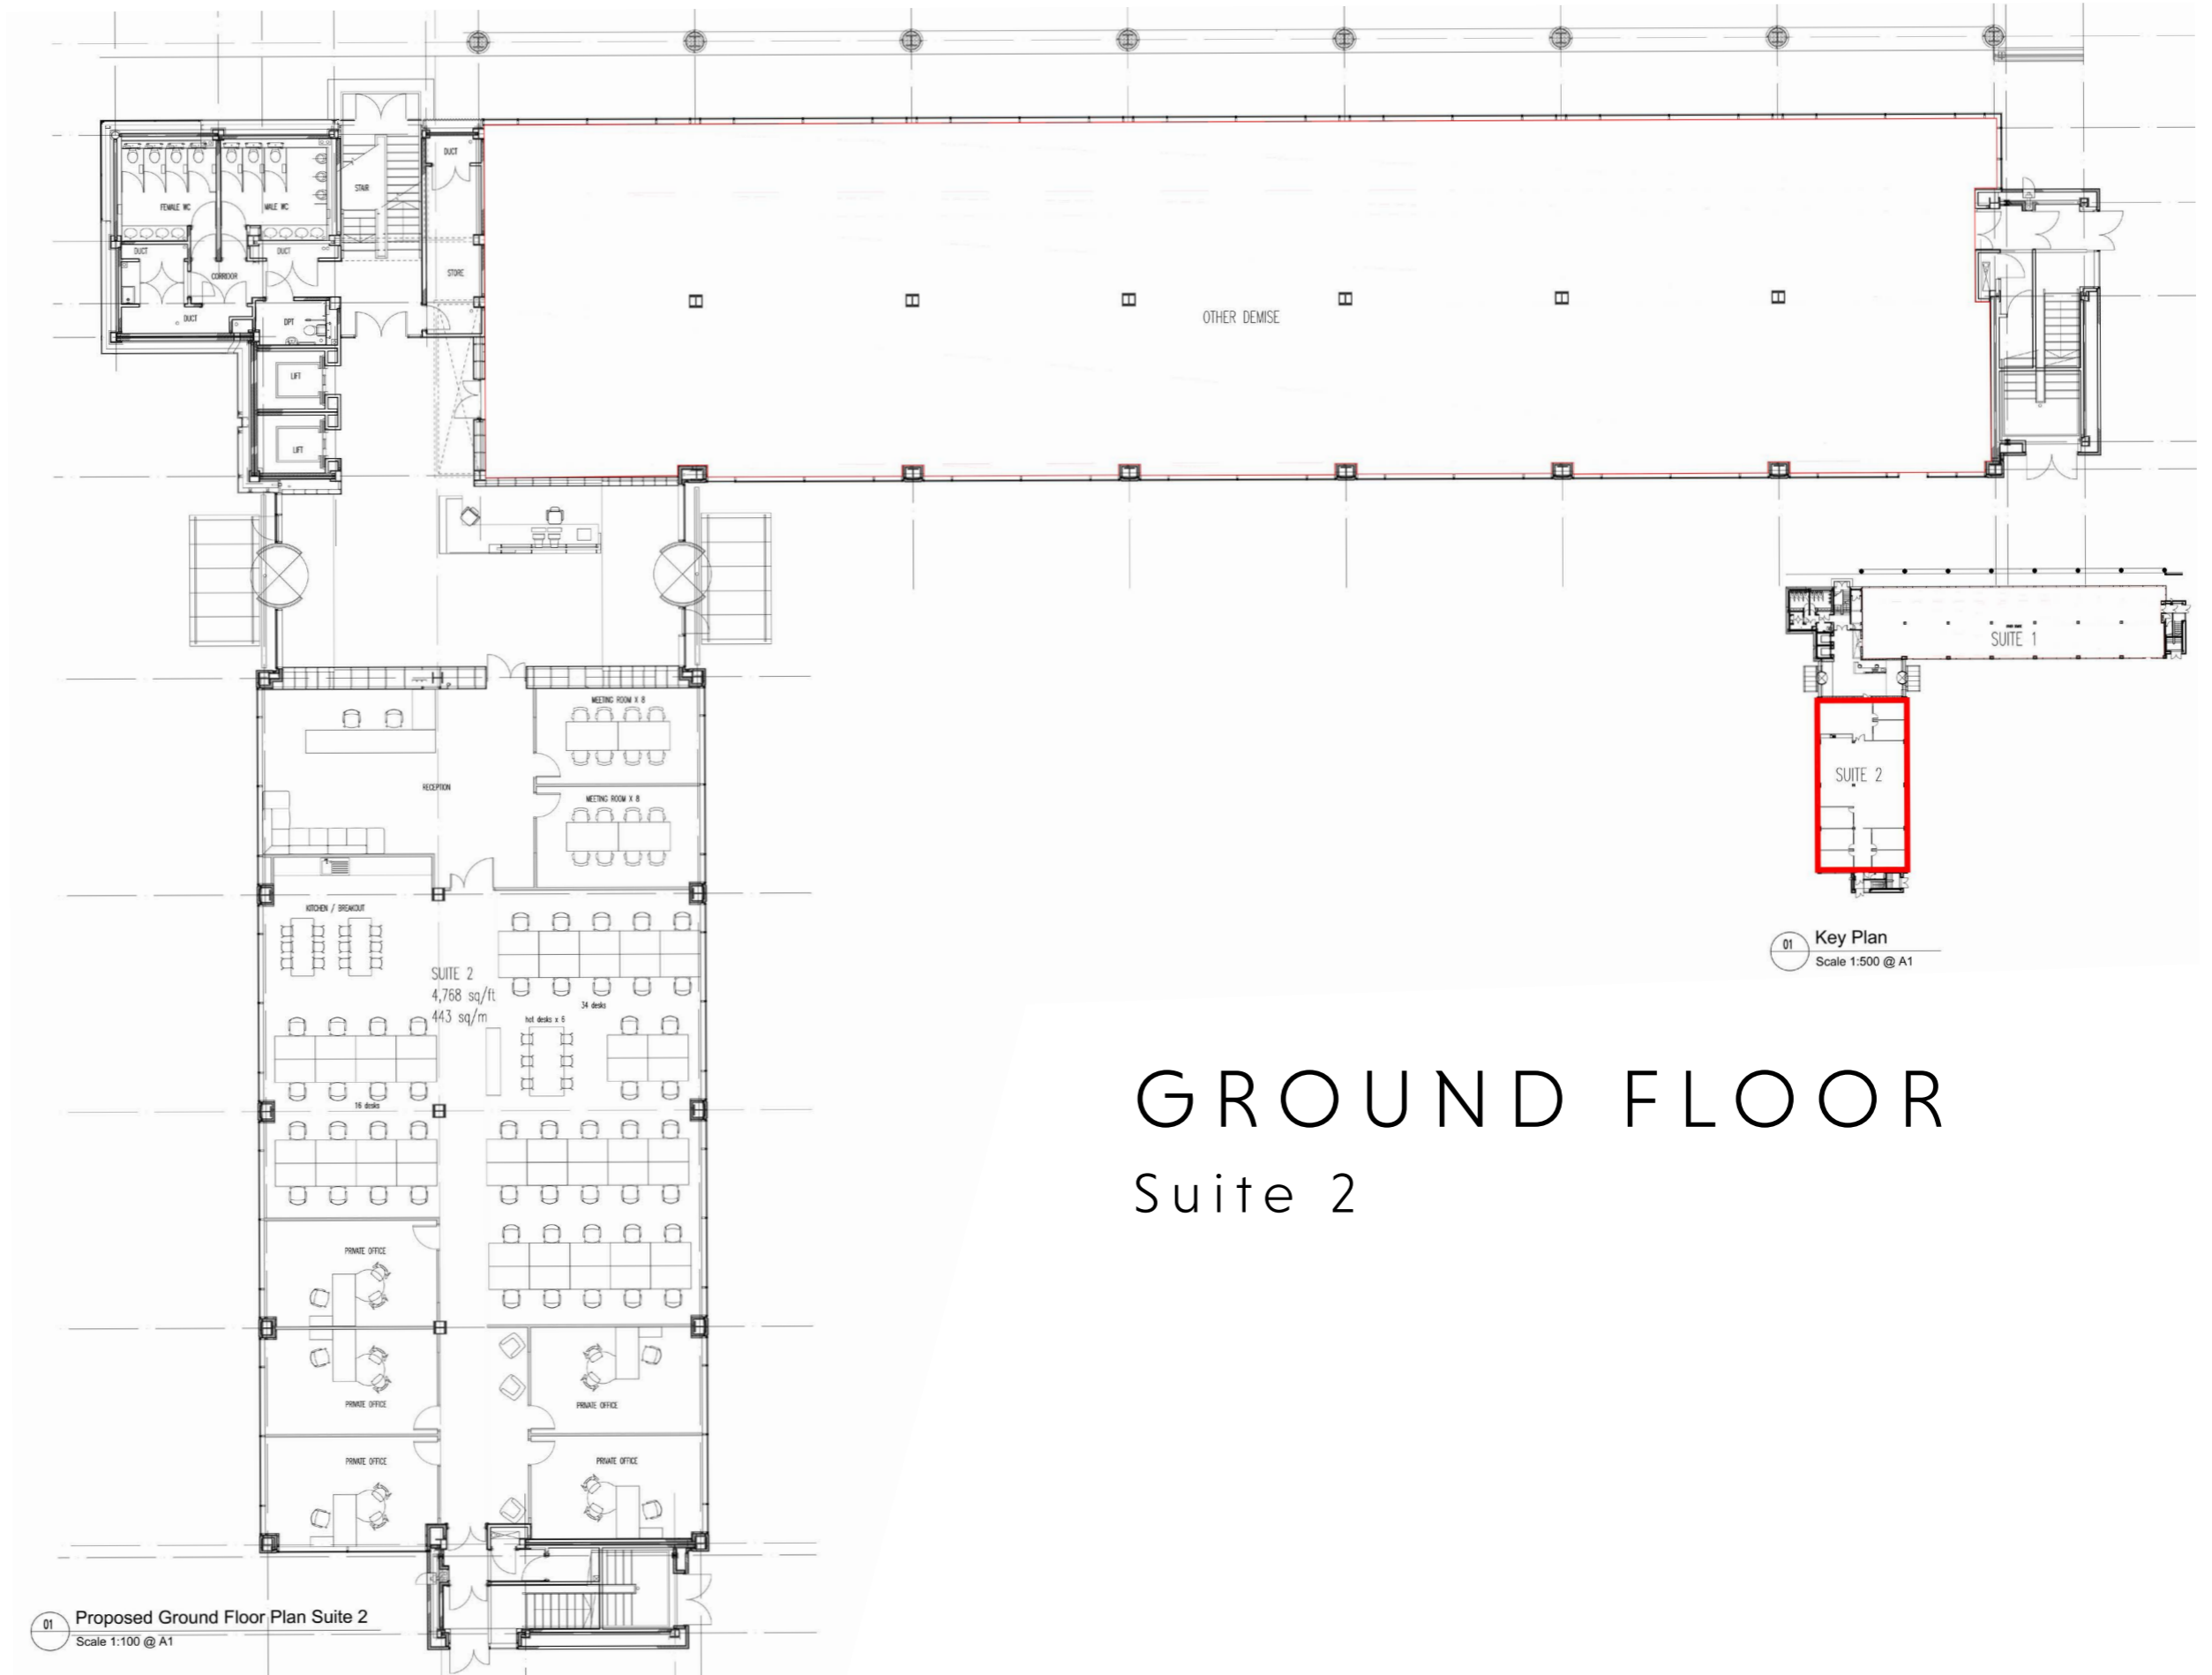 DUCT
STAIR
FEMALE WC
MALE WC
DUCT
DUCT
STORE
CORRIDOR
DUCT
DPT
LIFT
LIFT
OTHER DEMISE
SUITE 1
SUITE 2
01
Key Plan
Scale 1:500 @ A1
MEETING ROOM X 8
RECEPTION
MEETING ROOM X 8
KITCHEN / BREAKOUT
SUITE 2
4,768 sq/ft
443 sq/m
34 desks
hot desks x 6
16 desks
GROUND FLOOR
Suite 2
PRIVATE OFFICE
PRIVATE OFFICE
PRIVATE OFFICE
PRIVATE OFFICE
PRIVATE OFFICE
01
Proposed Ground Floor Plan Suite 2
Scale 1:100 @ A1